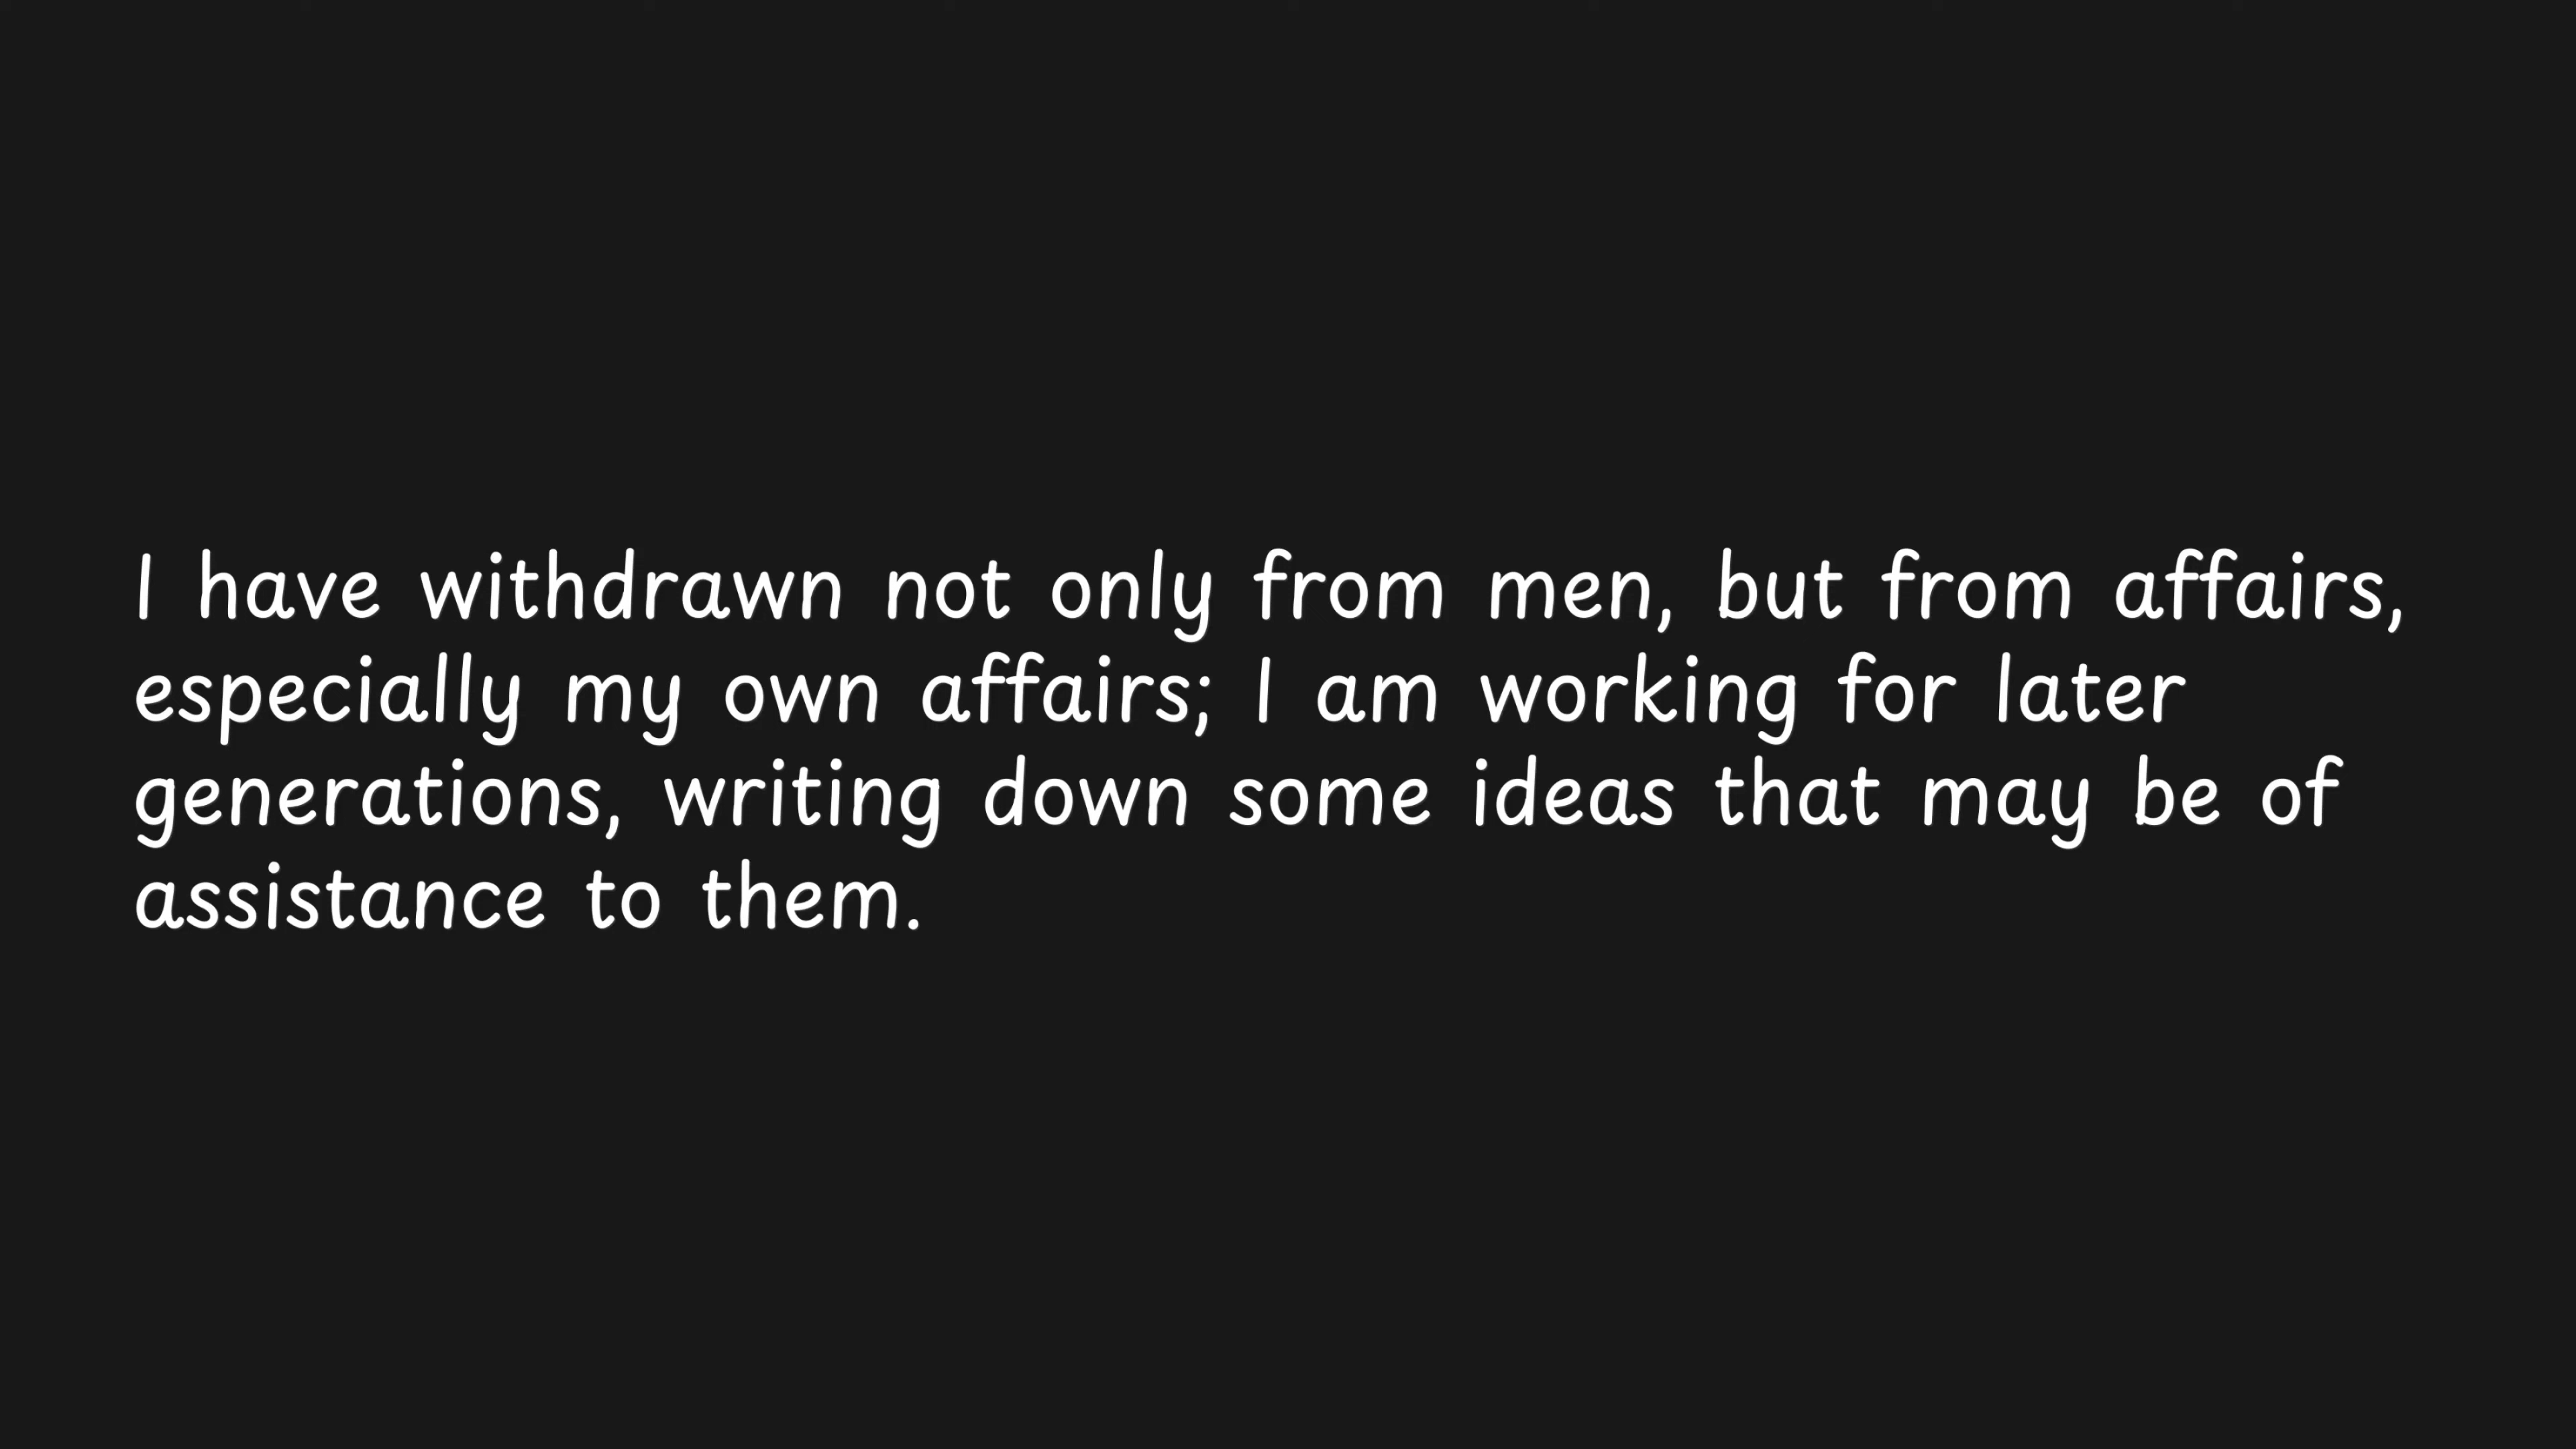 I have withdrawn not only from men, but from affairs,
especially my own affairs; I am working for later
generations, writing down some ideas that may be of
assistance to them.